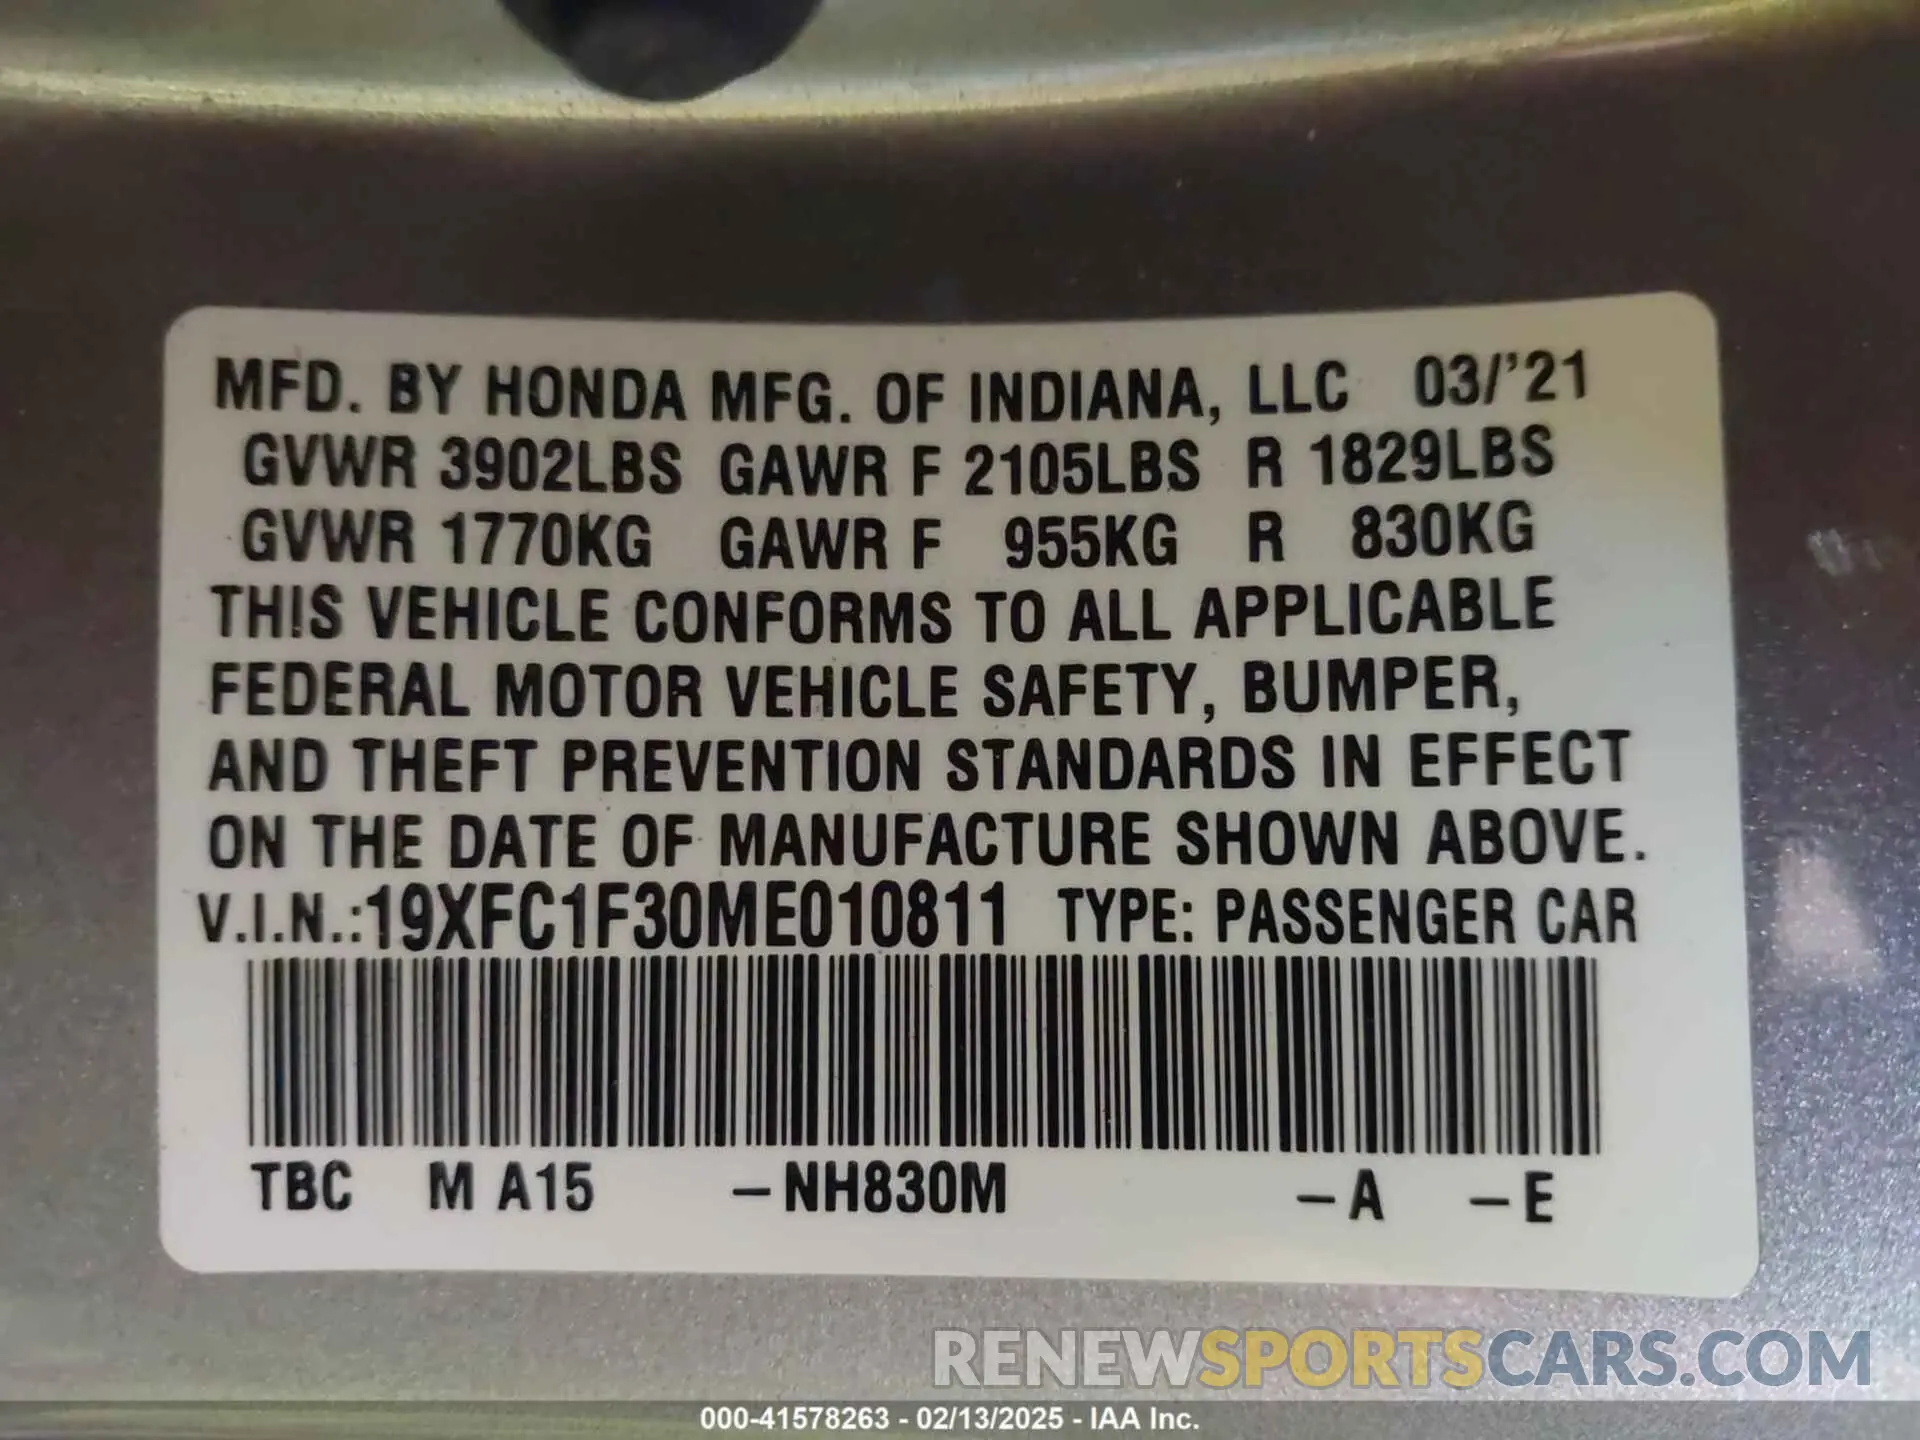 MFD. BY HONDA MFG. OF INDIANA, LLC 03/'21
GVWR 3902LBS GAWR F 2105LBS R 1829LBS
GVWR 1770KG GAWR F 955KG R 830KG
THIS VEHICLE CONFORMS TO ALL APPLICABLE
FEDERAL MOTOR VEHICLE SAFETY, BUMPER,
AND THEFT PREVENTION STANDARDS IN EFFECT
ON THE DATE OF MANUFACTURE SHOWN ABOVE.
V.I.N.:19XFC1F30ME010811 TYPE: PASSENGER CAR
TBC M A15 –NH830M –A –E
RENEWSPORTSCARS.COM
000-41578263 - 02/13/2025 - IAA Inc.